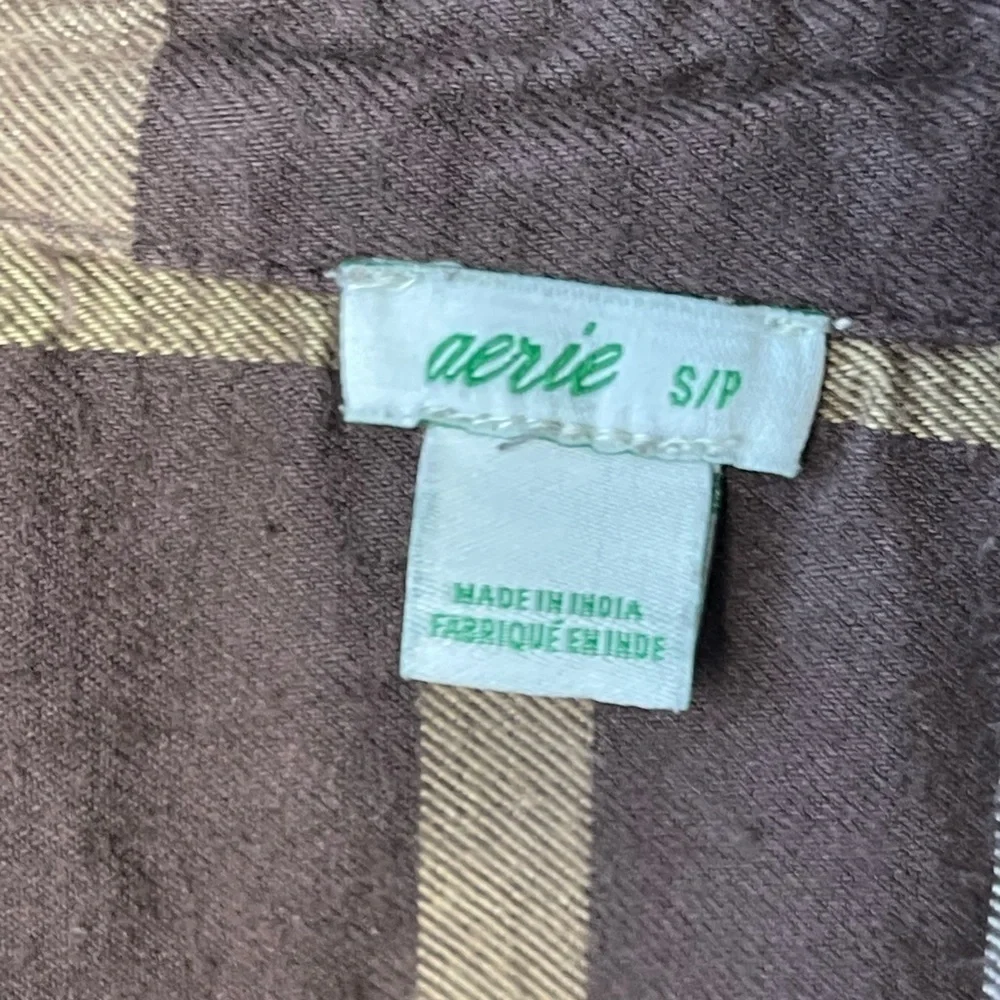 aerie S/P
MADE IN INDIA
FABRIQUÉ EN INDE